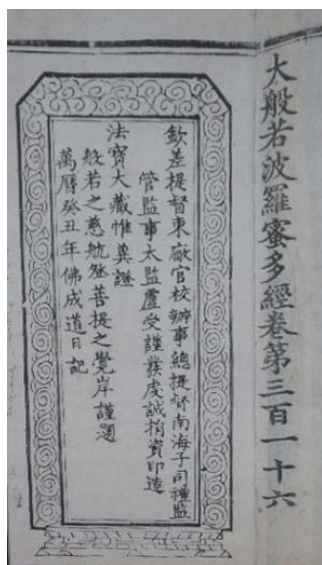 大般若波羅蜜多經卷第三百一十六
欽差提督東廠官校辦事總提督南海子司禮監
管監事太監盧受謹發虔誠捐資印造
法寶大藏惟冀證
般若之慈航登菩提之覺岸謹題
萬曆癸丑年佛成道日記